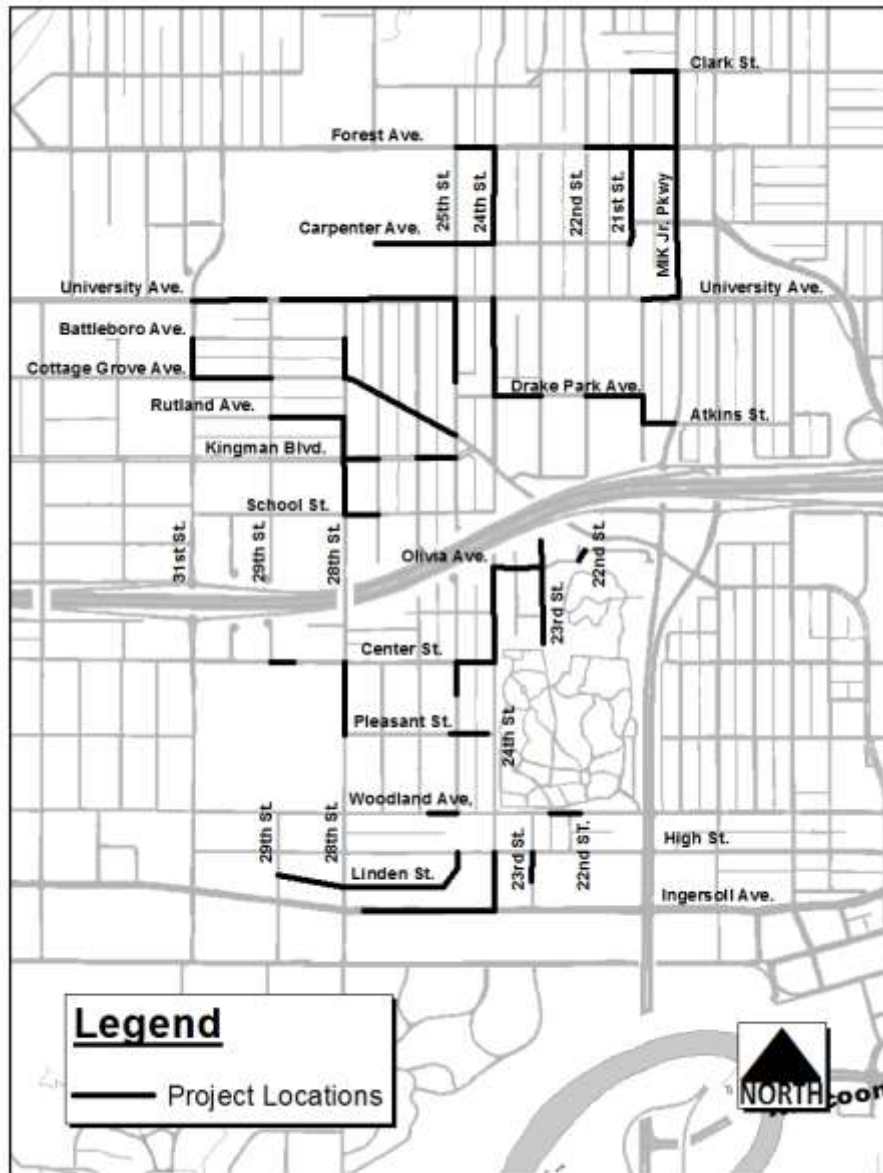 Clark St.
Forest Ave.
25th St.
24th St.
22nd St.
21st St.
MlK Jr. Pkwy
Carpenter Ave.
University Ave.
University Ave.
Battleboro Ave.
Cottage Grove Ave.
Drake Park Ave.
Rutland Ave.
Atkins St.
Kingman Blvd.
School St.
31st St.
29th St.
28th St.
Olivia Ave.
22nd St.
23rd St.
Center St.
Pleasant St.
24th St.
Woodland Ave.
29th St.
28th St.
23rd St.
22nd ST.
High St.
Linden St.
Ingersoll Ave.
Legend
Project Locations
NORTH